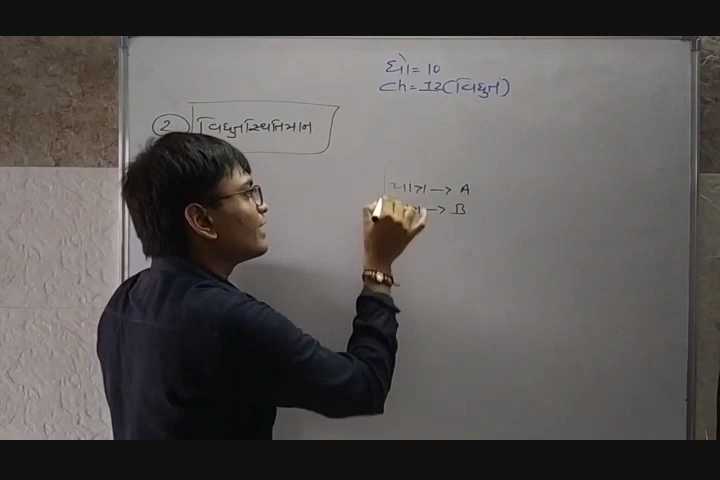 ધો = 10
Ch = 12 (વિદ્યુત)
2 વિદ્યુતસ્થિતિમાન
ભાગ → A
→ B